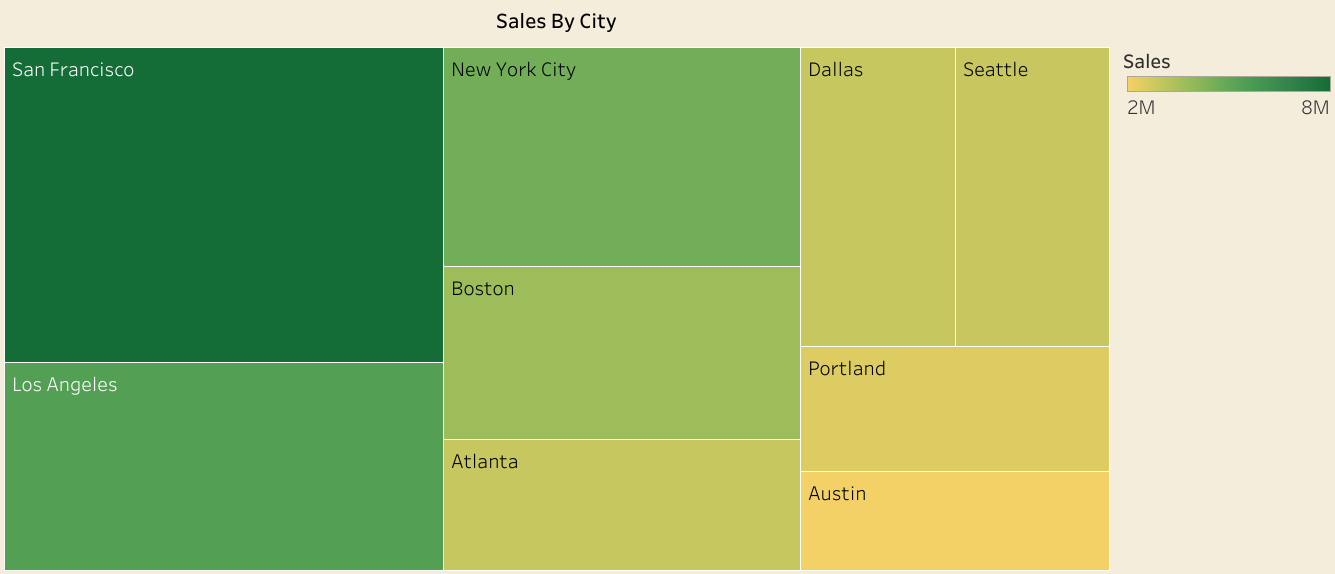 Sales By City
San Francisco
New York City
Dallas
Seattle
Sales
2M
8M
Boston
Los Angeles
Portland
Atlanta
Austin